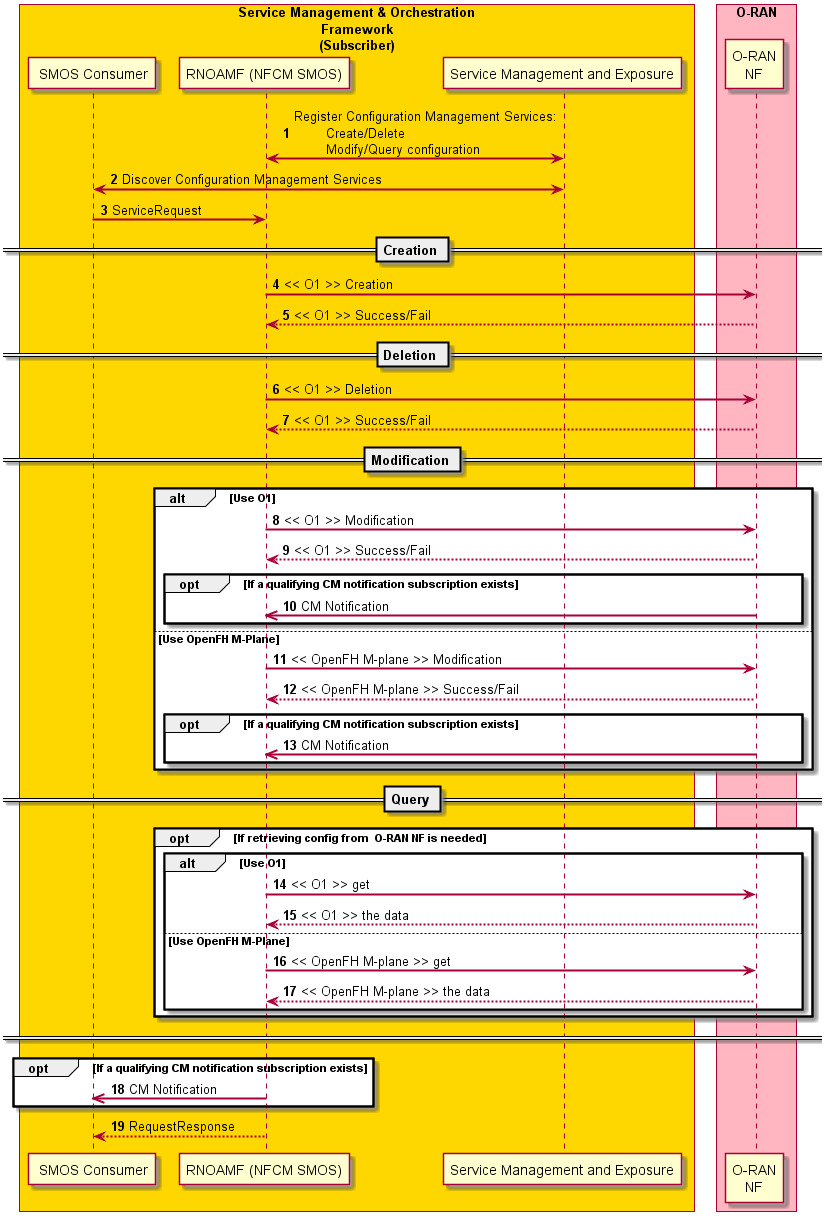 Service Management & Orchestration
Framework
(Subscriber)
O-RAN
SMOS Consumer
RNOAMF (NFCM SMOS)
Service Management and Exposure
O-RAN
NF
Register Configuration Management Services:
1 Create/Delete
Modify/Query configuration
2 Discover Configuration Management Services
3 ServiceRequest
Creation
4 << O1 >> Creation
5 << O1 >> Success/Fail
Deletion
6 << O1 >> Deletion
7 << O1 >> Success/Fail
Modification
alt [Use O1]
8 << O1 >> Modification
9 << O1 >> Success/Fail
opt [If a qualifying CM notification subscription exists]
10 CM Notification
[Use OpenFH M-Plane]
11 << OpenFH M-plane >> Modification
12 << OpenFH M-plane >> Success/Fail
opt [If a qualifying CM notification subscription exists]
13 CM Notification
Query
opt [If retrieving config from O-RAN NF is needed]
alt [Use O1]
14 << O1 >> get
15 << O1 >> the data
[Use OpenFH M-Plane]
16 << OpenFH M-plane >> get
17 << OpenFH M-plane >> the data
opt [If a qualifying CM notification subscription exists]
18 CM Notification
19 RequestResponse
SMOS Consumer
RNOAMF (NFCM SMOS)
Service Management and Exposure
O-RAN
NF